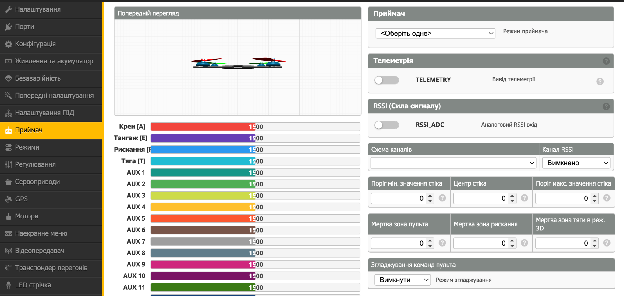 Налаштування
Порти
Конфігурація
Живлення та акумулятор
Безаварійність
Попередні налаштування
Налаштування ПІД
Приймач
Режими
Регулювання
Сервоприводи
GPS
Мотори
Накранне меню
Відеопередавач
Транспондер перегонів
LED стрічка
Попередній перегляд
Крен [A]
1500
Тангаж [E]
1500
Рискання [R
1500
Тяга [T]
1500
AUX 1
1500
AUX 2
1500
AUX 3
1500
AUX 4
1500
AUX 5
1500
AUX 6
1500
AUX 7
1500
AUX 8
1500
AUX 9
1500
AUX 10
1500
AUX 11
1500
Приймач
<Оберіть одне>
Режим приймача
Телеметрія
TELEMETRY
Вивід телеметрії
RSSI (Сила сигналу)
RSSI_ADC
Аналоговий RSSI вхід
Схема каналів
Канал RSSI
Вимкнено
Поріг мін. значення стіка
Центр стіка
Поріг макс. значення стіка
0
0
0
Мертва зона пульта
Мертва зона рискання
Мертва зона тяги в реж. 3D
0
0
0
Згладжування команд пульта
Вимкнути
Режим згладжування